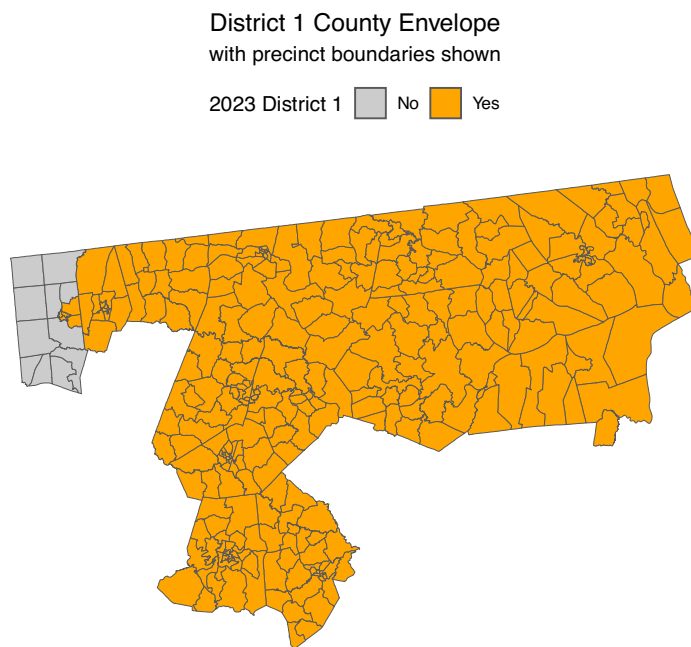 District 1 County Envelope
with precinct boundaries shown
2023 District 1 No Yes